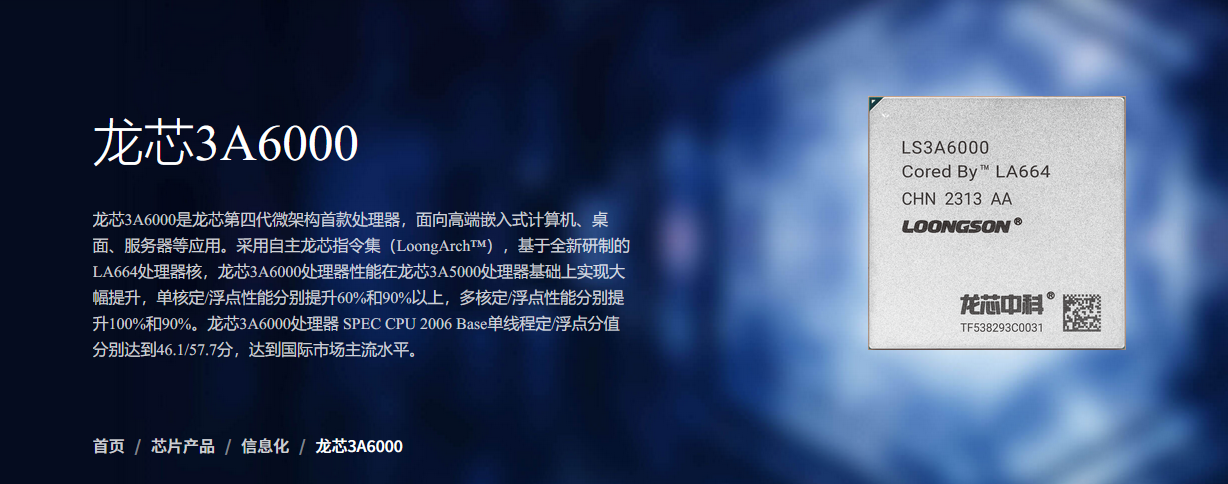 龙芯3A6000
龙芯3A6000是龙芯第四代微架构首款处理器，面向高端嵌入式计算机、桌
面、服务器等应用。采用自主龙芯指令集（LoongArch™），基于全新研制的
LA664处理器核，龙芯3A6000处理器性能在龙芯3A5000处理器基础上实现大
幅提升，单核定/浮点性能分别提升60%和90%以上，多核定/浮点性能分别提
升100%和90%。龙芯3A6000处理器 SPEC CPU 2006 Base单线程定/浮点分值
分别达到46.1/57.7分，达到国际市场主流水平。
首页 / 芯片产品 / 信息化 / 龙芯3A6000
LS3A6000
Cored By™ LA664
CHN 2313 AA
LOONGSON®
龙芯中科®
TF538293C0031